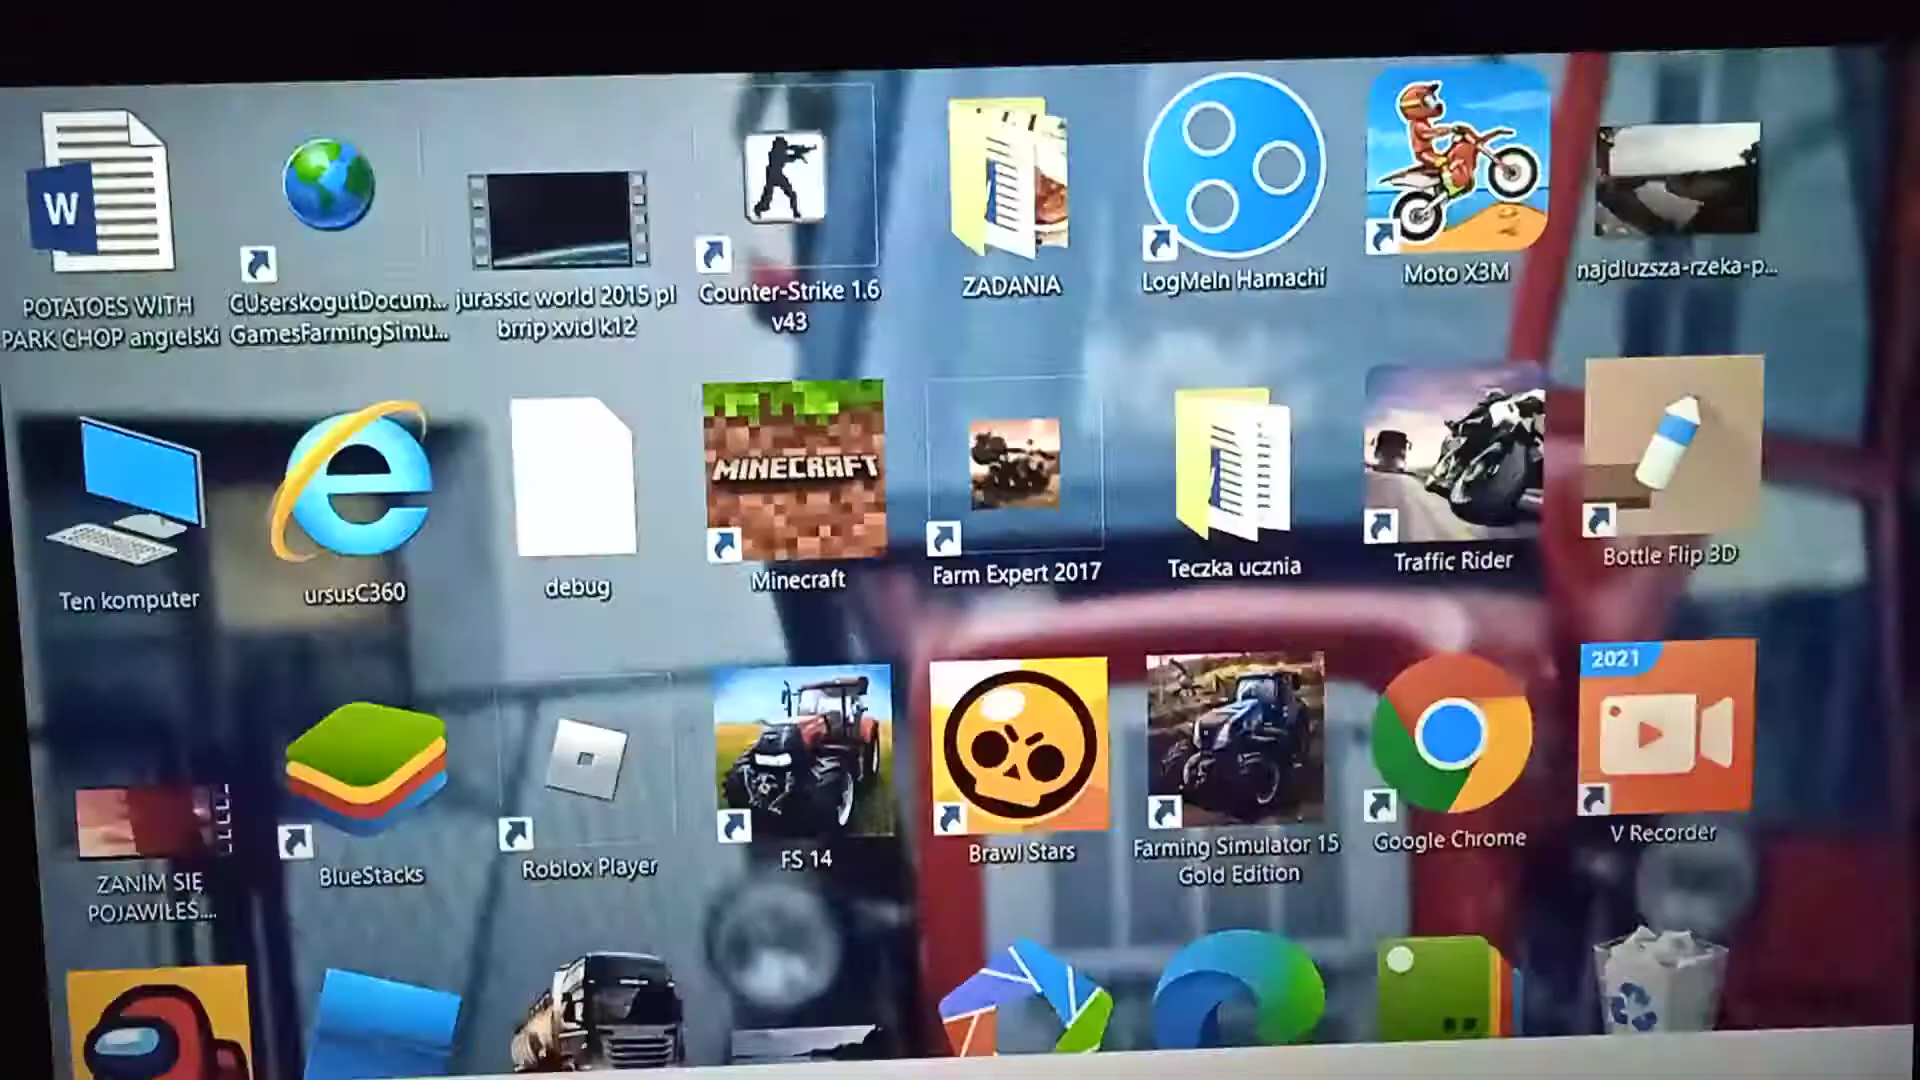 W
POTATOES WITH
PARK CHOP angielski
CUserskogutDocum...
GamesFarmingSimu...
jurassic world 2015 pl
brrip xvid k12
Counter-Strike 1.6
v43
ZADANIA
LogMeIn Hamachi
Moto X3M
najdluzsza-rzeka-p...
Ten komputer
ursusC360
debug
MINECRAFT
Minecraft
Farm Expert 2017
Teczka ucznia
Traffic Rider
Bottle Flip 3D
ZANIM SIĘ
POJAWIŁEŚ....
BlueStacks
Roblox Player
FS 14
Brawl Stars
Farming Simulator 15
Gold Edition
Google Chrome
2021
V Recorder